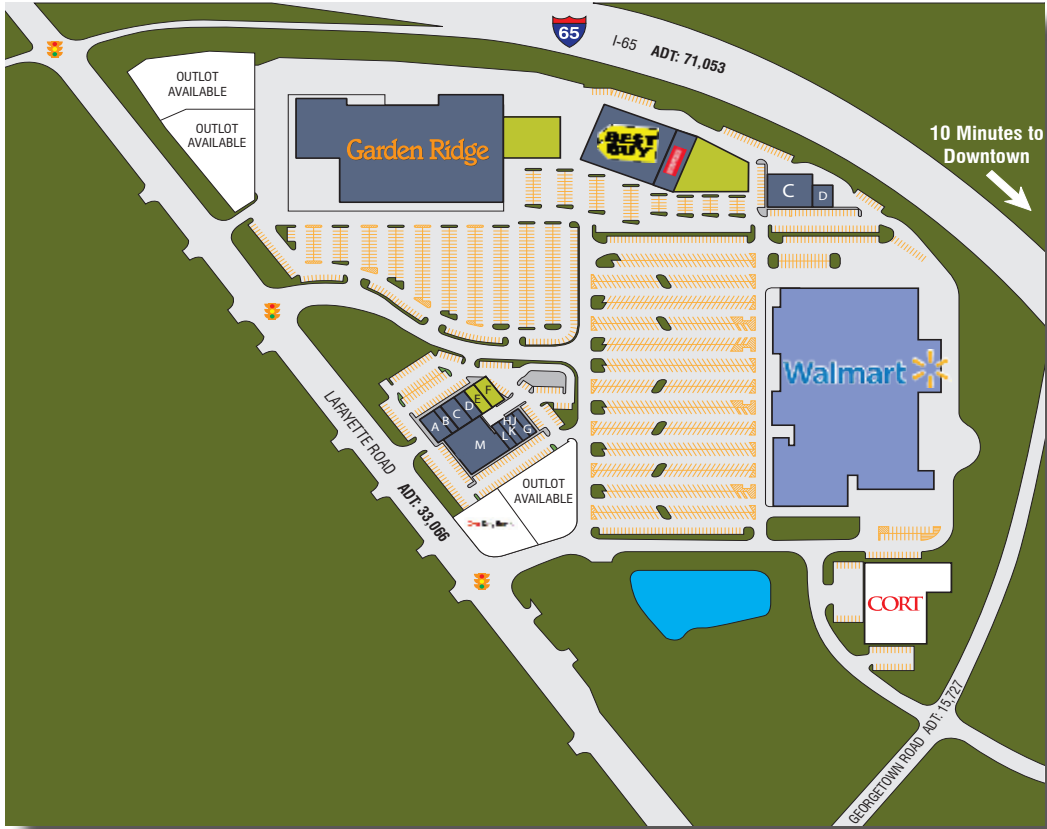 65
I-65 ADT: 71,053
OUTLOT
AVAILABLE
OUTLOT
AVAILABLE
Garden Ridge
BEST
BUY
10 Minutes to
Downtown
C
D
Walmart
LAFAYETTE ROAD ADT: 33,066
A
B
C
D
E
F
H
J
K
L
G
M
OUTLOT
AVAILABLE
CORT
GEORGETOWN ROAD ADT: 15,727